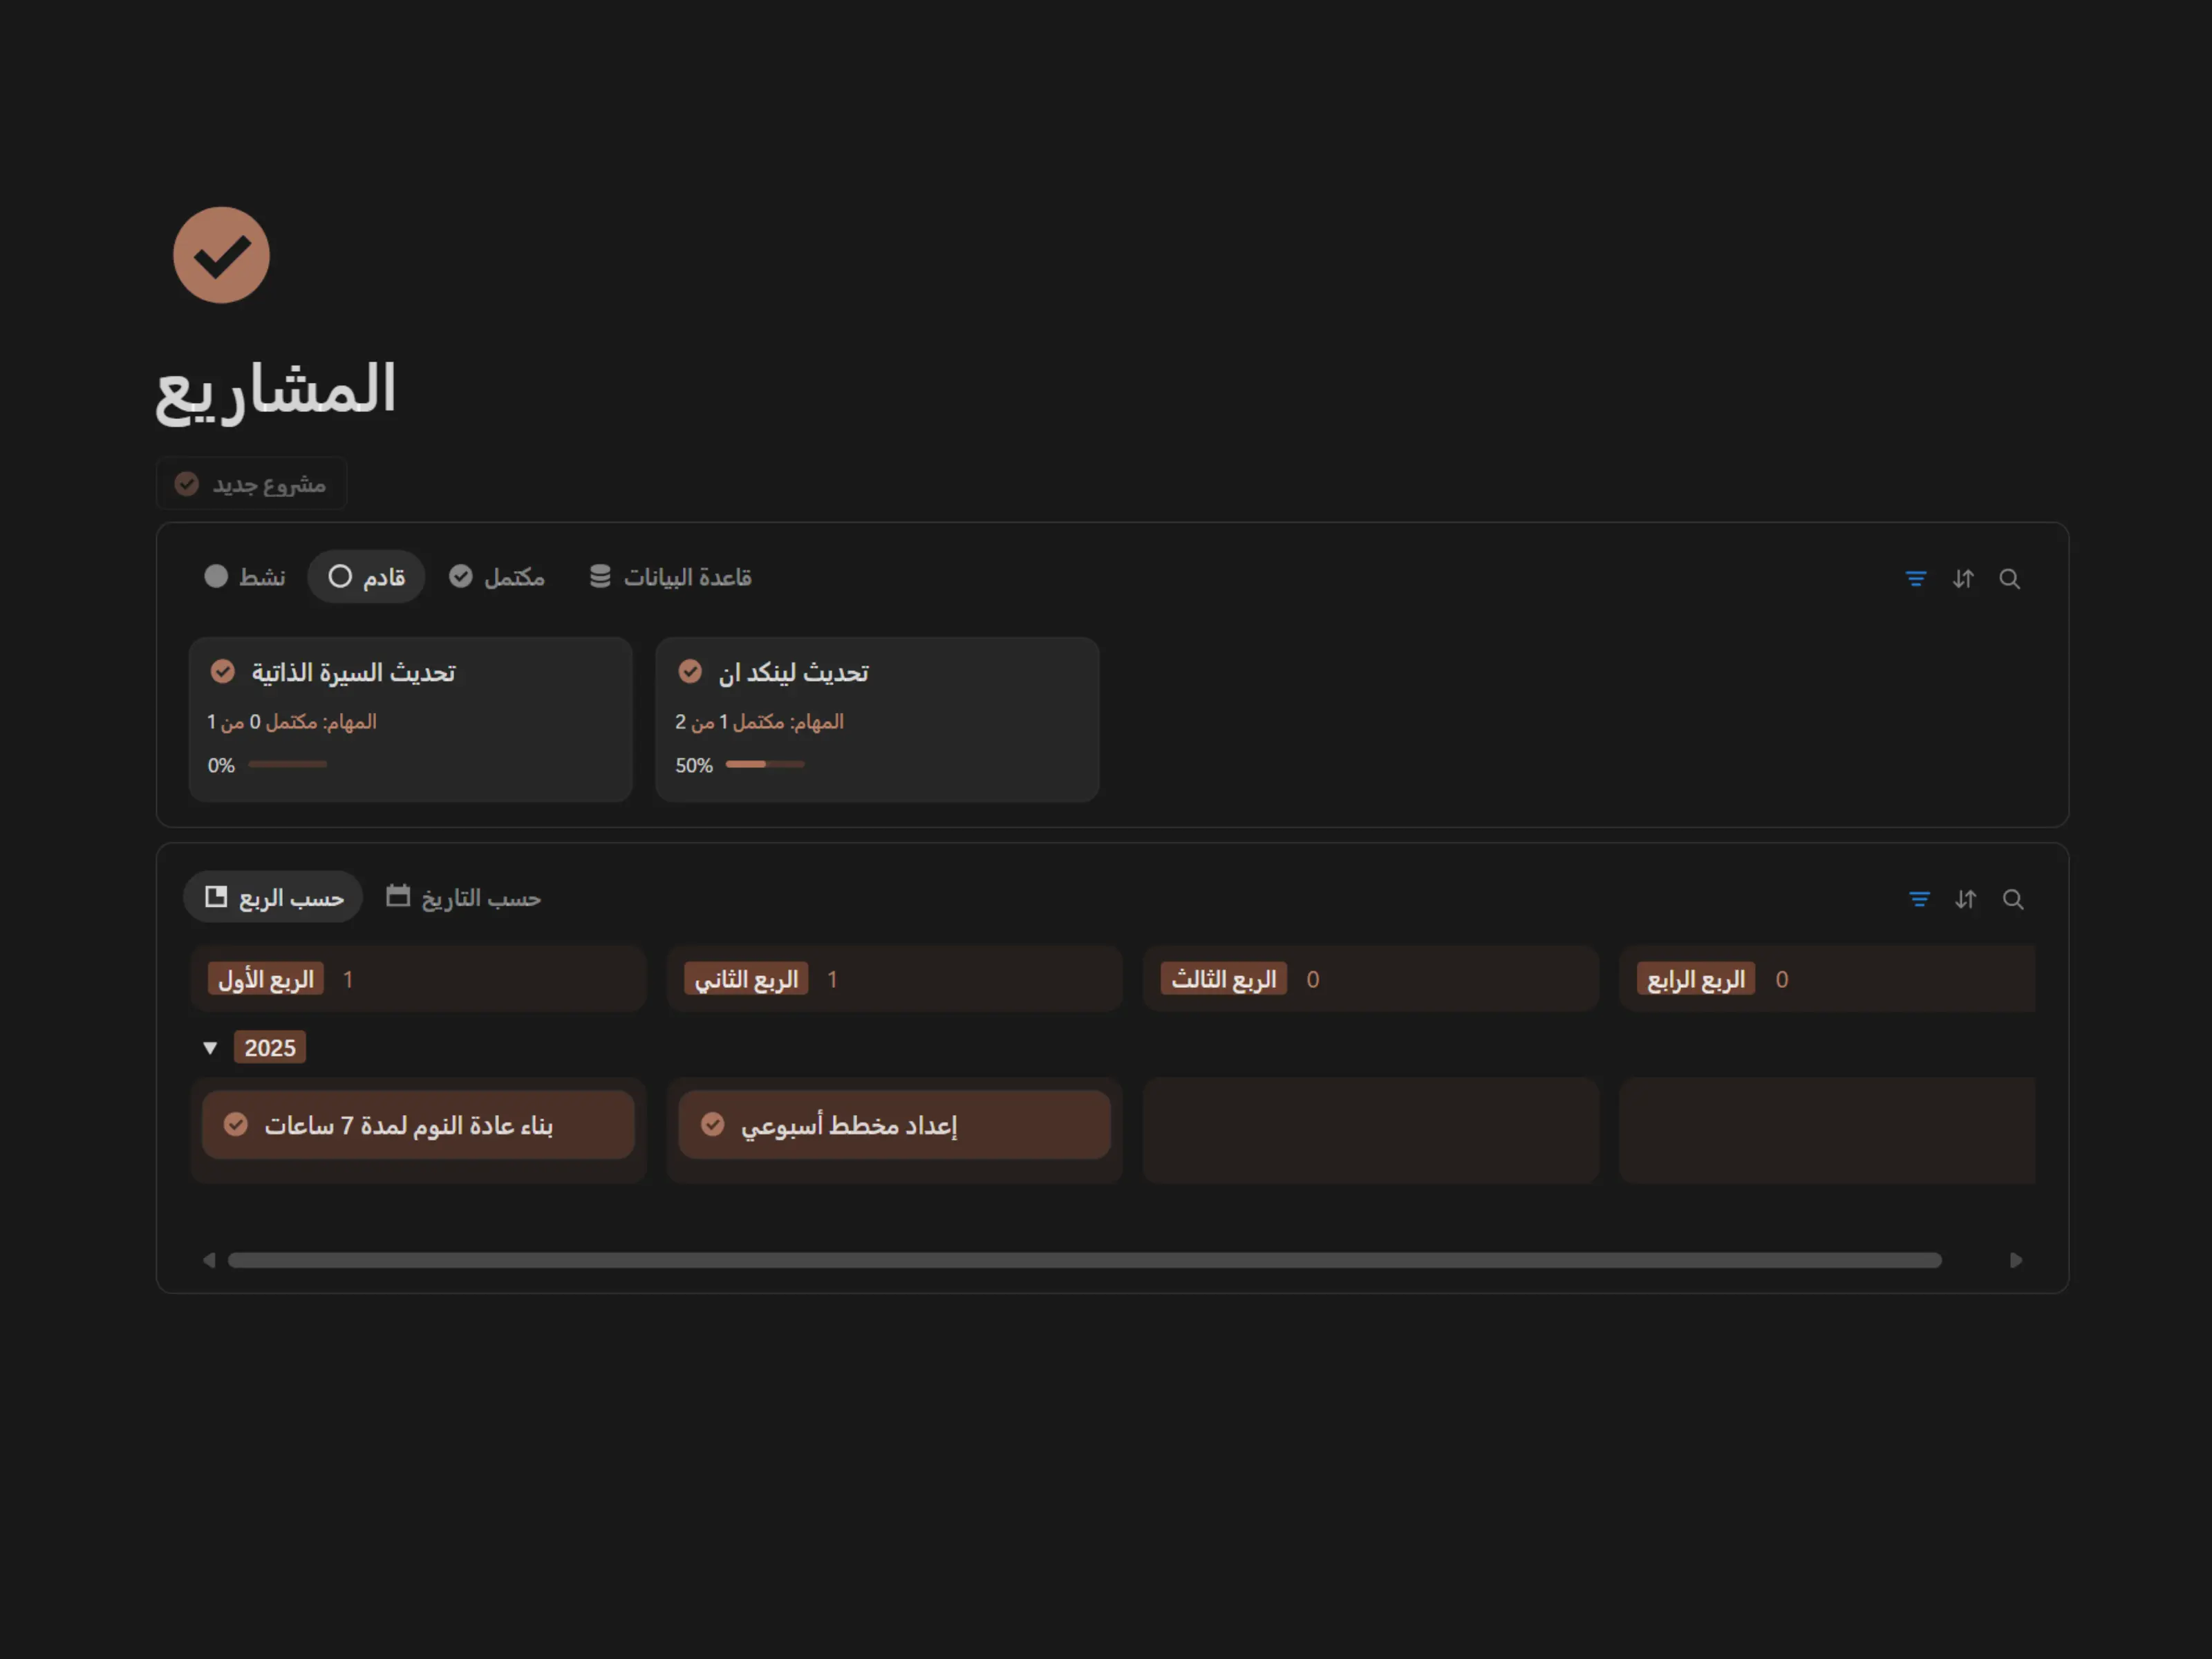 المشاريع
مشروع جديد
نشط قادم مكتمل قاعدة البيانات
تحديث السيرة الذاتية
المهام: مكتمل 0 من 1
0%
تحديث لينكد ان
المهام: مكتمل 1 من 2
50%
حسب الربع حسب التاريخ
الربع الأول 1
الربع الثاني 1
الربع الثالث 0
الربع الرابع 0
2025
بناء عادة النوم لمدة 7 ساعات
إعداد مخطط أسبوعي